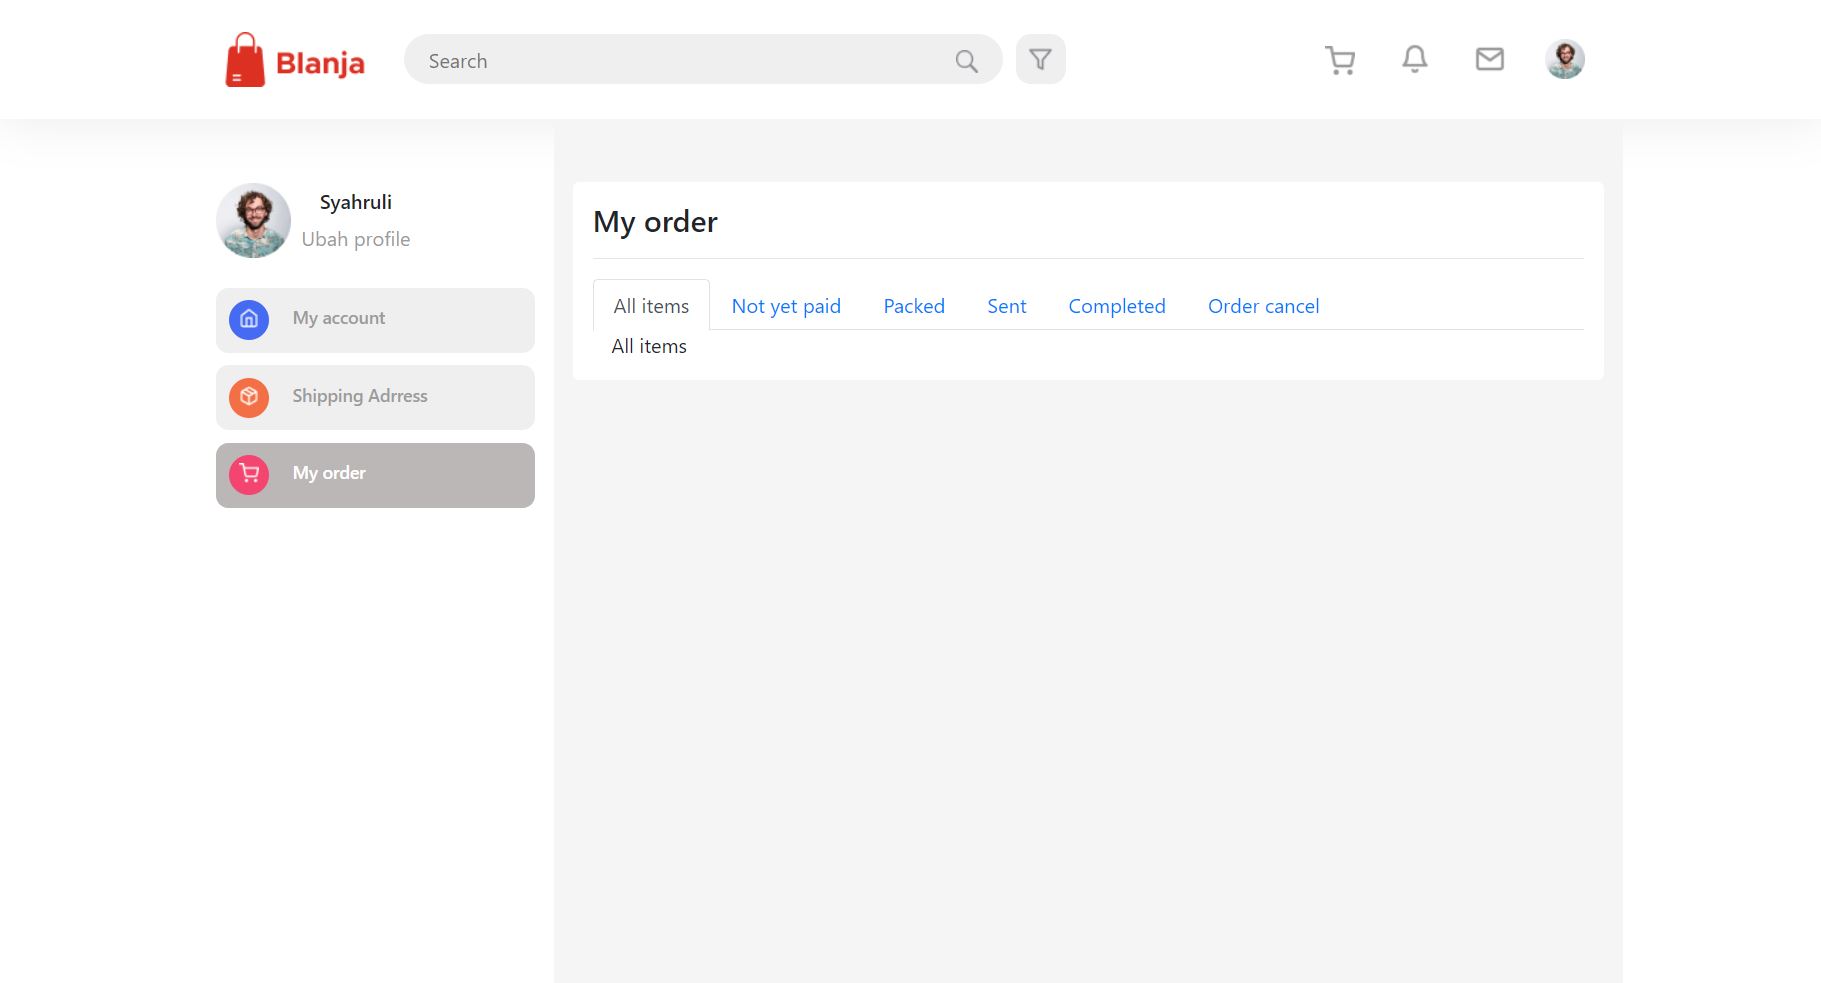 Blanja
Search
Syahruli
Ubah profile
My account
Shipping Adrress
My order
My order
All items
Not yet paid
Packed
Sent
Completed
Order cancel
All items